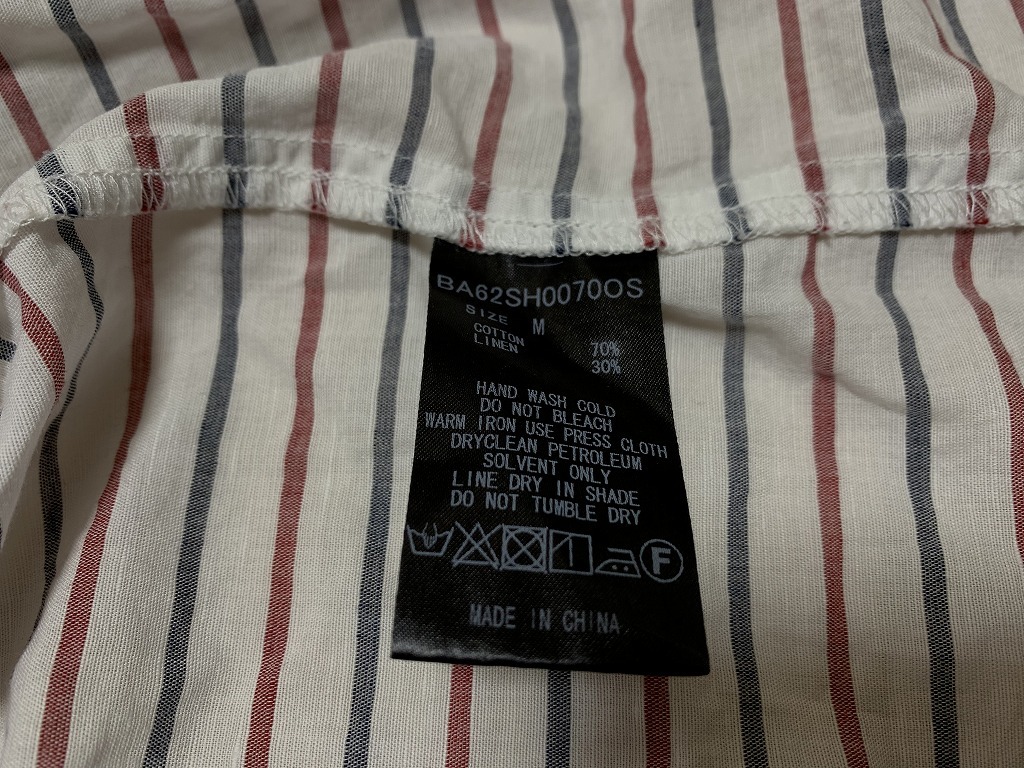 BA62SH0070OS
SIZE M
COTTON 70%
LINEN 30%
HAND WASH COLD
DO NOT BLEACH
WARM IRON USE PRESS CLOTH
DRYCLEAN PETROLEUM
SOLVENT ONLY
LINE DRY IN SHADE
DO NOT TUMBLE DRY
F
MADE IN CHINA